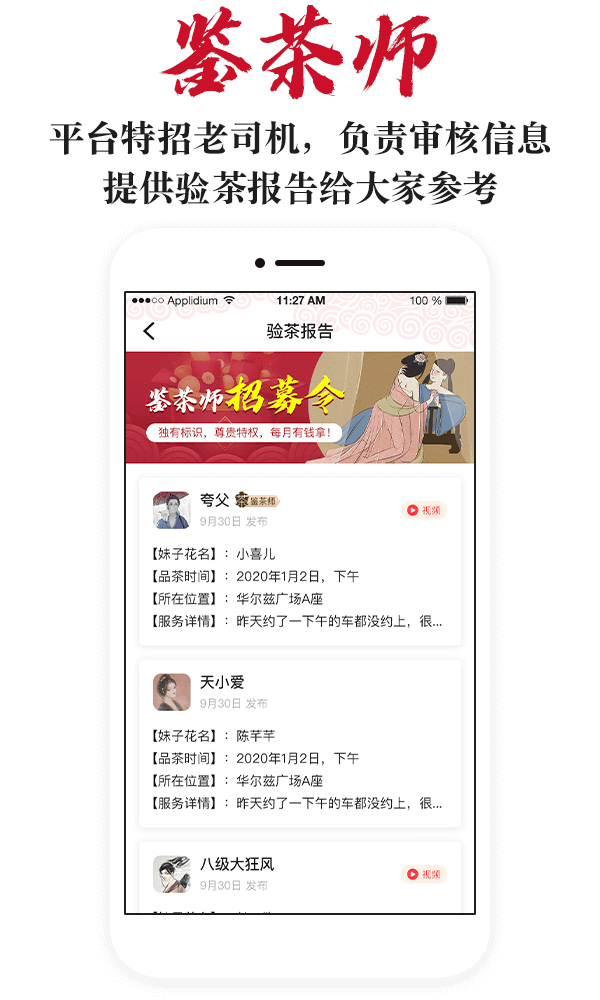 鉴茶师
平台特招老司机，负责审核信息
提供验茶报告给大家参考
Applidium 11:27 AM 100 %
验茶报告
鉴茶师招募令
独有标识，尊贵特权，每月有钱拿！
夸父 茶 鉴茶师
9月30日 发布
视频
【妹子花名】：小喜儿
【品茶时间】：2020年1月2日，下午
【所在位置】：华尔兹广场A座
【服务详情】：昨天约了一下午的车都没约上，很...
天小爱
9月30日 发布
【妹子花名】：陈芊芊
【品茶时间】：2020年1月2日，下午
【所在位置】：华尔兹广场A座
【服务详情】：昨天约了一下午的车都没约上，很...
八级大狂风
9月30日 发布
视频